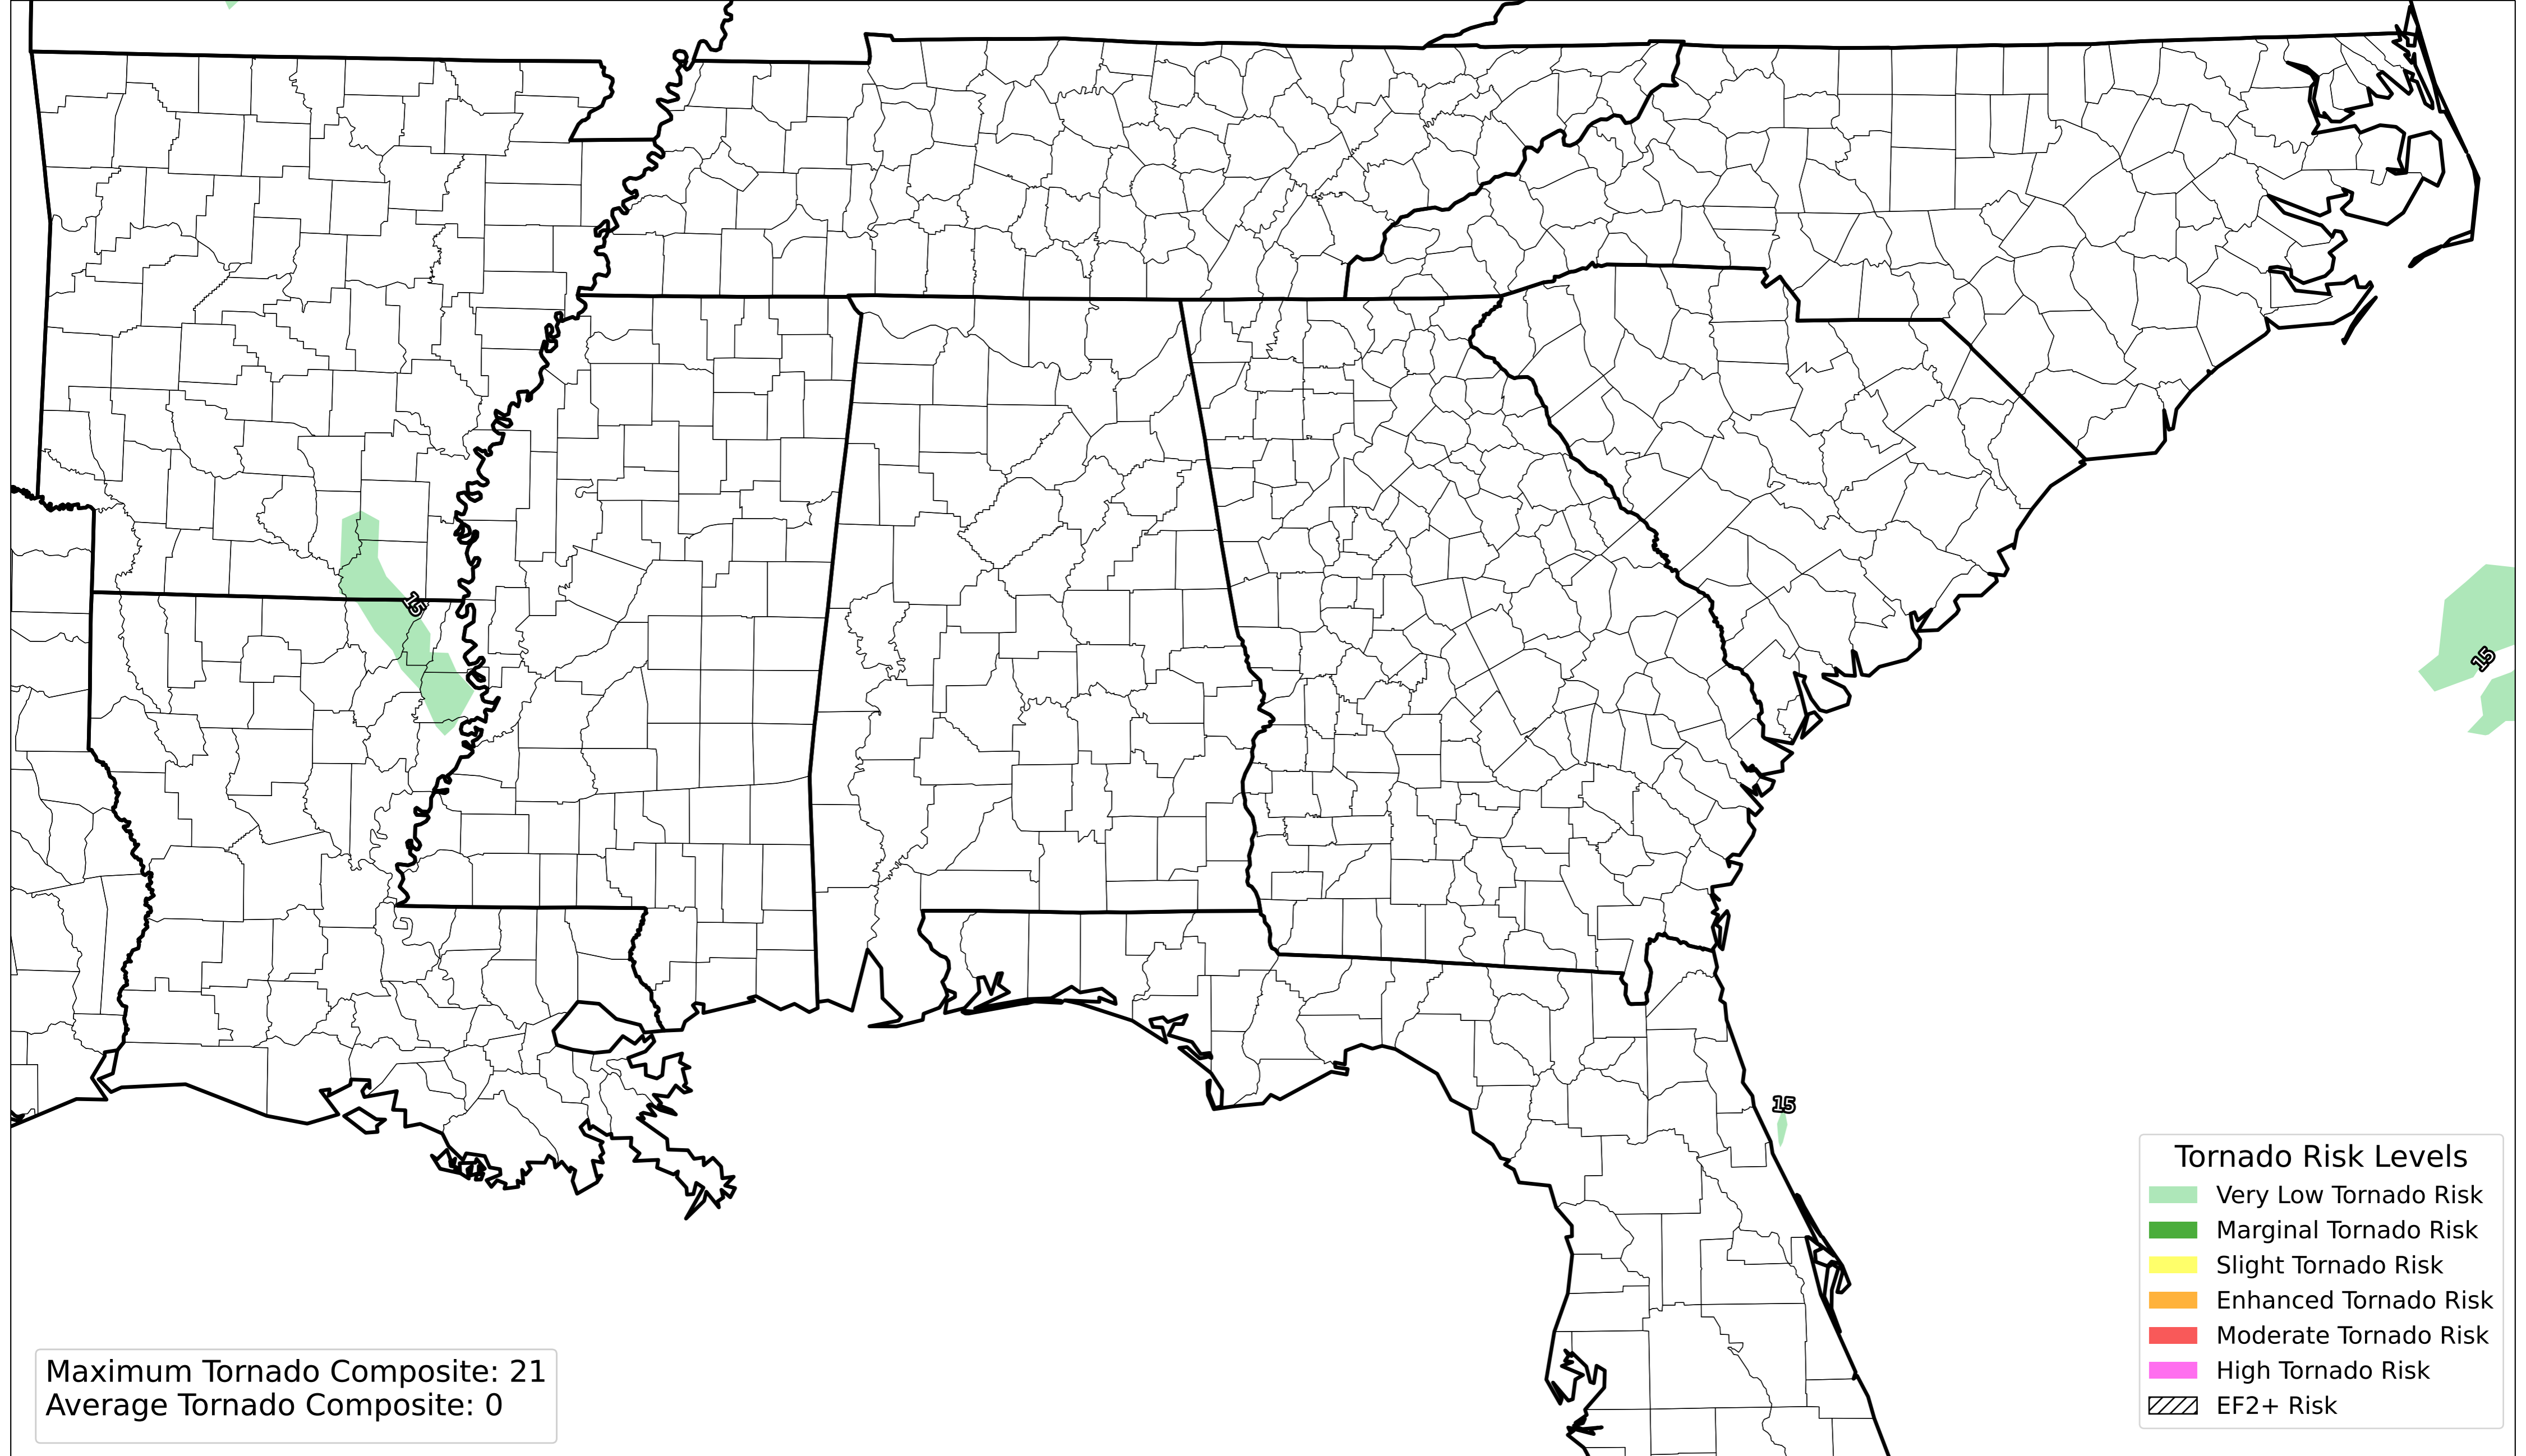 15
15
15
Tornado Risk Levels
Very Low Tornado Risk
Marginal Tornado Risk
Slight Tornado Risk
Enhanced Tornado Risk
Moderate Tornado Risk
High Tornado Risk
EF2+ Risk
Maximum Tornado Composite: 21
Average Tornado Composite: 0